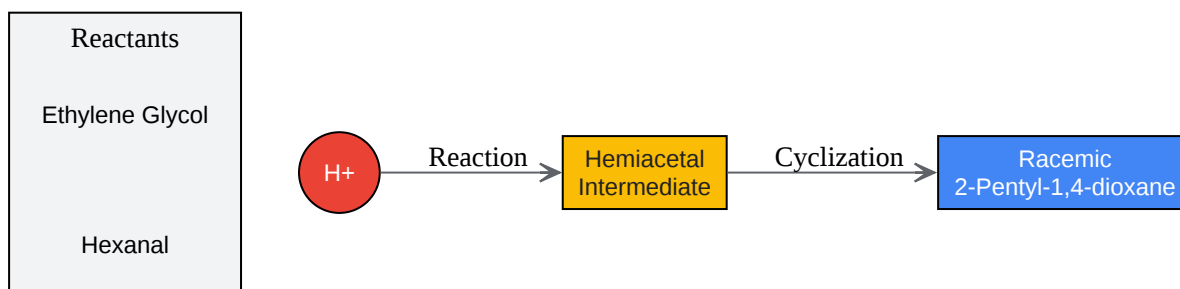 Reactants
Ethylene Glycol
Hexanal
H+
Reaction
Hemiacetal
Intermediate
Cyclization
Racemic
2-Pentyl-1,4-dioxane